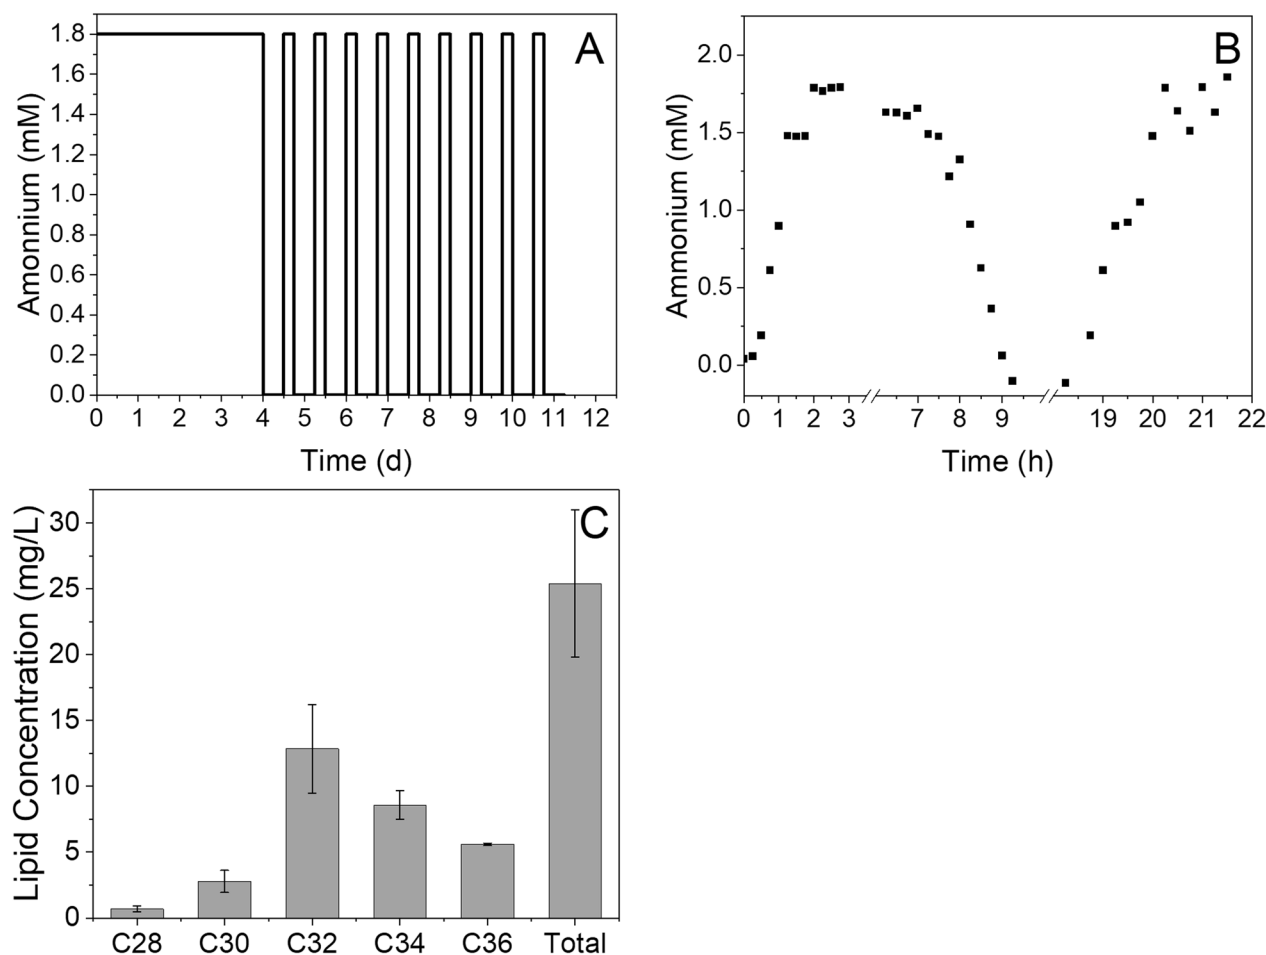 A
1.8
1.6
1.4
1.2
1.0
0.8
0.6
0.4
0.2
0.0
Amonnium (mM)
0 1 2 3 4 5 6 7 8 9 10 11 12
Time (d)
B
2.0
1.5
1.0
0.5
0.0
Ammonium (mM)
0 1 2 3 7 8 9 19 20 21 22
Time (h)
C
30
25
20
15
10
5
0
Lipid Concentration (mg/L)
C28 C30 C32 C34 C36 Total